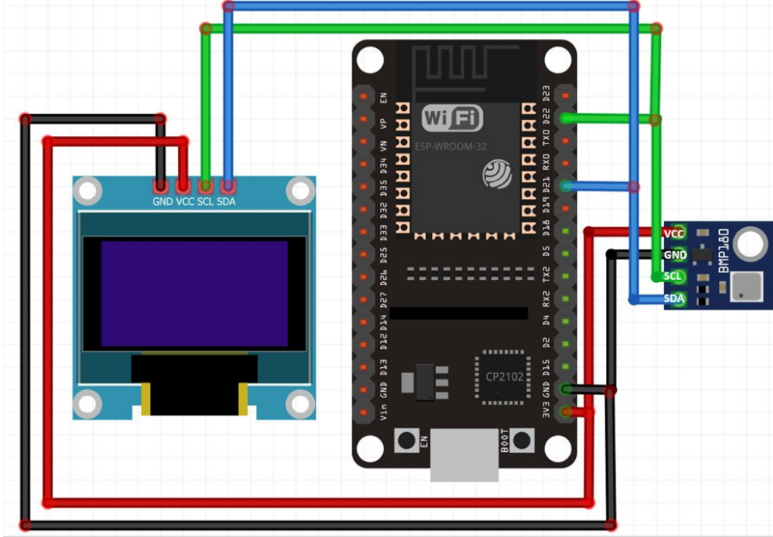 GND VCC SCL SDA
EN
VP
VN
D34
D35
D32
D33
D25
D26
D27
D14
D12
D13
GND
Vin
WiFi
ESP-WROOM-32
CP2102
EN
BOOT
D23
D22
TX0
RX0
D21
D19
D18
D5
TX2
RX2
D4
D2
D15
GND
3V3
VCC
GND
SCL
SDA
BMP180